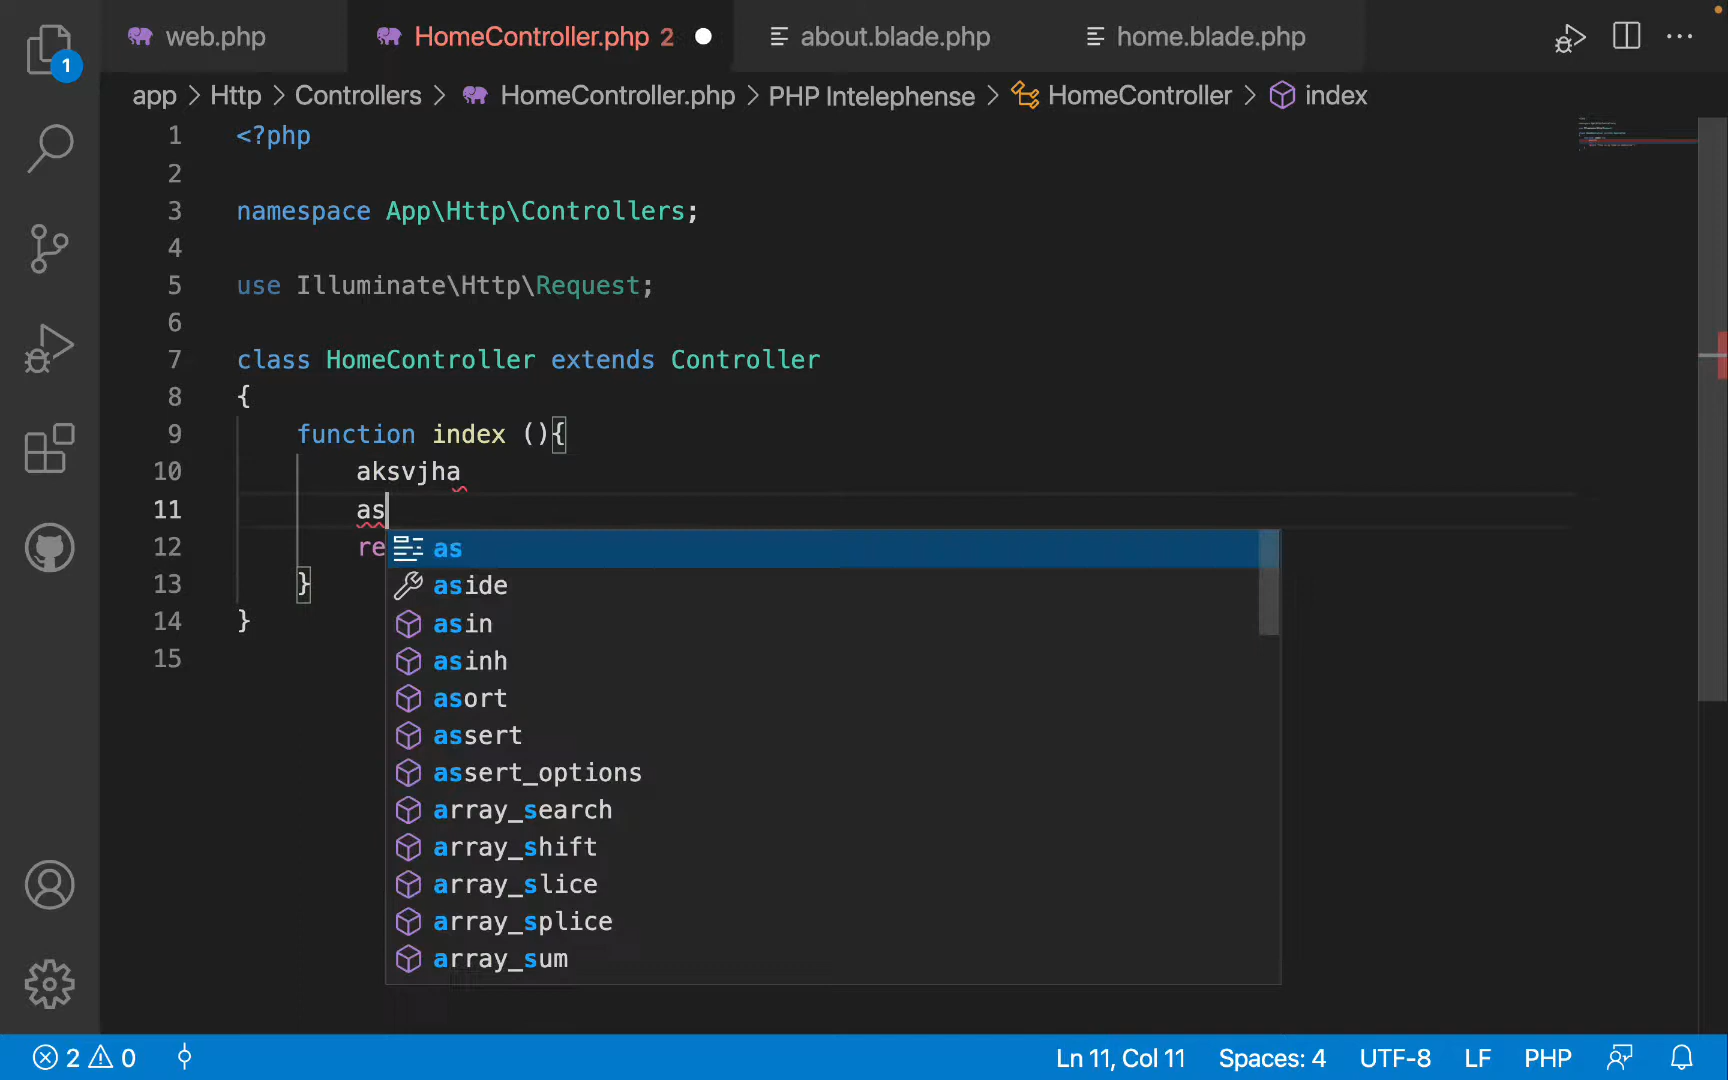 web.php
HomeController.php 2
about.blade.php
home.blade.php
1
app > Http > Controllers > HomeController.php > PHP Intelephense > HomeController > index
1 <?php
2
3 namespace App\Http\Controllers;
4
5 use Illuminate\Http\Request;
6
7 class HomeController extends Controller
8 {
9 function index (){
10 aksvjha
11 as
12 re
as
aside
asin
asinh
asort
assert
assert_options
array_search
array_shift
array_slice
array_splice
array_sum
13 }
14 }
15
2 0
Ln 11, Col 11
Spaces: 4
UTF-8
LF
PHP